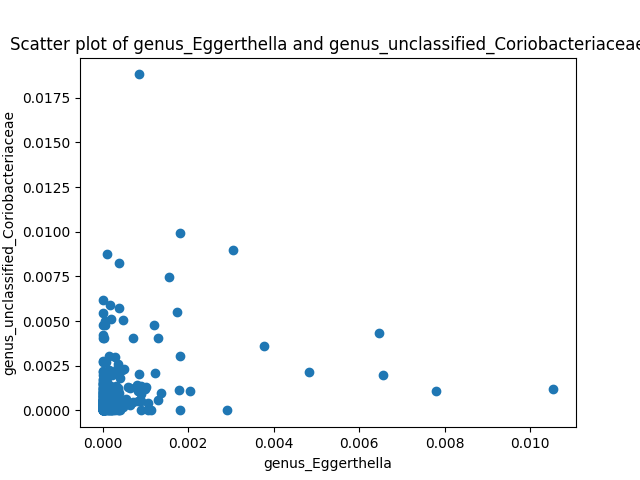 Scatter plot of genus_Eggerthella and genus_unclassified_Coriobacteriaceae
genus_unclassified_Coriobacteriaceae
0.0175
0.0150
0.0125
0.0100
0.0075
0.0050
0.0025
0.0000
0.000 0.002 0.004 0.006 0.008 0.010
genus_Eggerthella